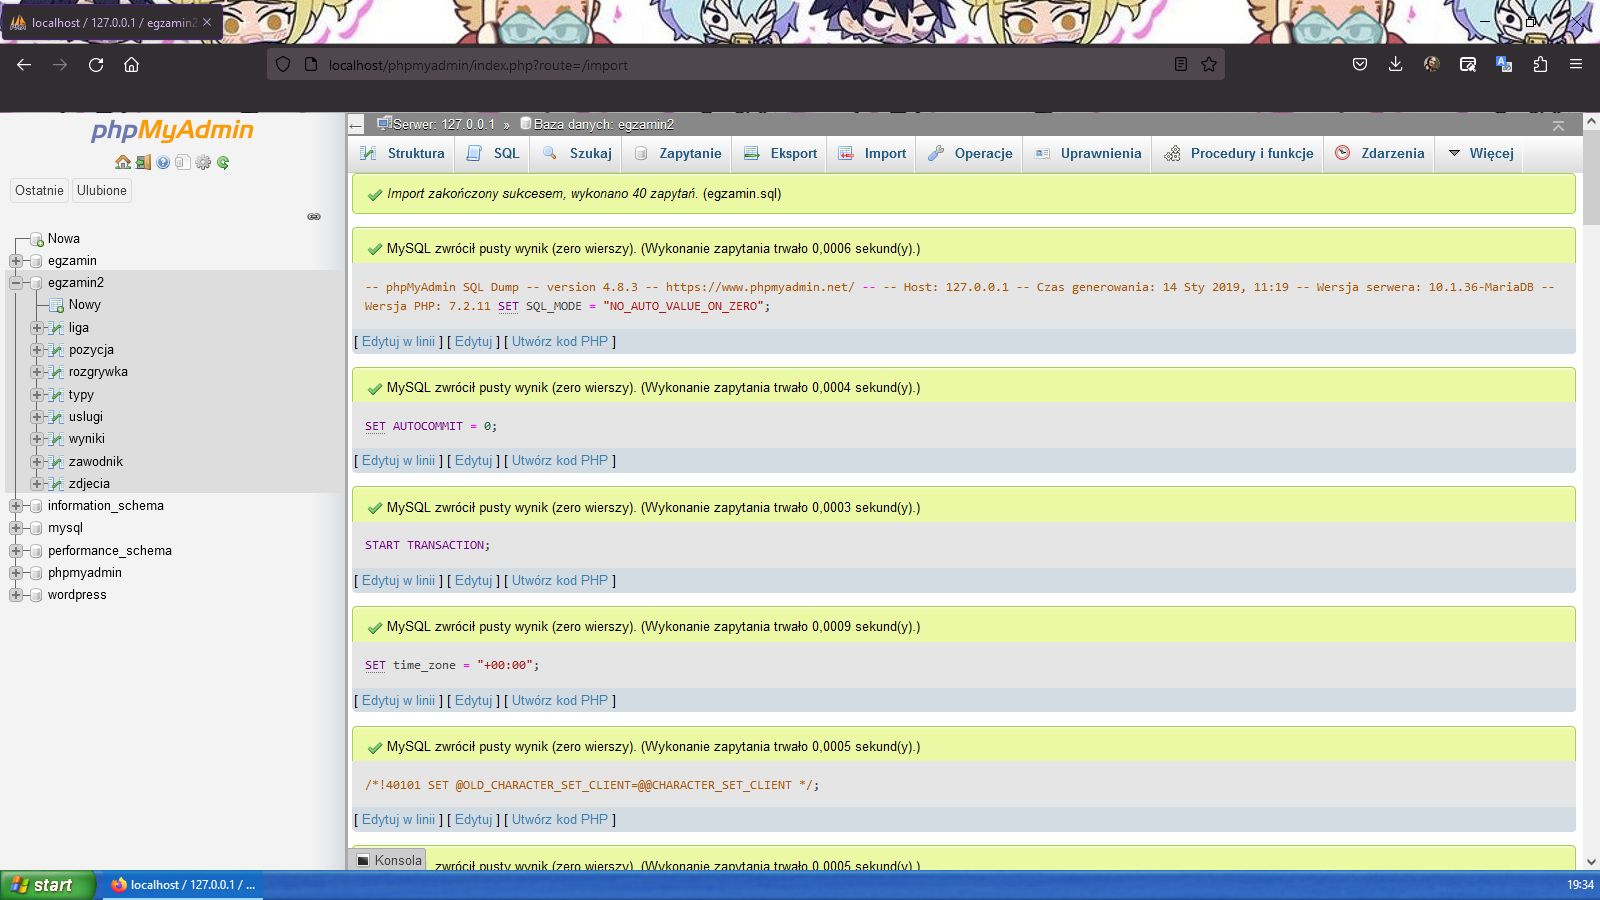 localhost / 127.0.0.1 / egzamin2
localhost/phpmyadmin/index.php?route=/import
phpMyAdmin
Ostatnie
Ulubione
Nowa
egzamin
egzamin2
Nowy
liga
pozycja
rozgrywka
typy
uslugi
wyniki
zawodnik
zdjecia
information_schema
mysql
performance_schema
phpmyadmin
wordpress
Serwer: 127.0.0.1 » Baza danych: egzamin2
Struktura SQL Szukaj Zapytanie Eksport Import Operacje Uprawnienia Procedury i funkcje Zdarzenia Więcej
Import zakończony sukcesem, wykonano 40 zapytań. (egzamin.sql)
MySQL zwrócił pusty wynik (zero wierszy). (Wykonanie zapytania trwało 0,0006 sekund(y).)
-- phpMyAdmin SQL Dump -- version 4.8.3 -- https://www.phpmyadmin.net/ -- -- Host: 127.0.0.1 -- Czas generowania: 14 Sty 2019, 11:19 -- Wersja serwera: 10.1.36-MariaDB --
Wersja PHP: 7.2.11 SET SQL_MODE = "NO_AUTO_VALUE_ON_ZERO";
[ Edytuj w linii ] [ Edytuj ] [ Utwórz kod PHP ]
MySQL zwrócił pusty wynik (zero wierszy). (Wykonanie zapytania trwało 0,0004 sekund(y).)
SET AUTOCOMMIT = 0;
[ Edytuj w linii ] [ Edytuj ] [ Utwórz kod PHP ]
MySQL zwrócił pusty wynik (zero wierszy). (Wykonanie zapytania trwało 0,0003 sekund(y).)
START TRANSACTION;
[ Edytuj w linii ] [ Edytuj ] [ Utwórz kod PHP ]
MySQL zwrócił pusty wynik (zero wierszy). (Wykonanie zapytania trwało 0,0009 sekund(y).)
SET time_zone = "+00:00";
[ Edytuj w linii ] [ Edytuj ] [ Utwórz kod PHP ]
MySQL zwrócił pusty wynik (zero wierszy). (Wykonanie zapytania trwało 0,0005 sekund(y).)
/*!40101 SET @OLD_CHARACTER_SET_CLIENT=@@CHARACTER_SET_CLIENT */;
[ Edytuj w linii ] [ Edytuj ] [ Utwórz kod PHP ]
Konsola
zwrócił pusty wynik (zero wierszy). (Wykonanie zapytania trwało 0,0005 sekund(y).)
start
localhost / 127.0.0.1 / ...
19:34